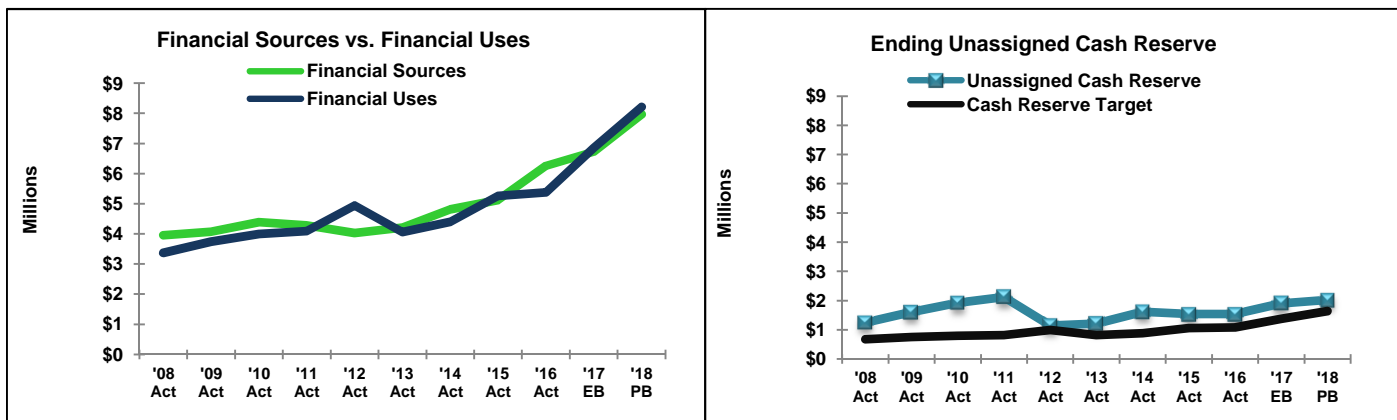 Financial Sources vs. Financial Uses
Financial Sources
Financial Uses
$9
$8
$7
$6
$5
$4
$3
$2
$1
$0
Millions
'08 '09 '10 '11 '12 '13 '14 '15 '16 '17 '18
Act Act Act Act Act Act Act Act Act EB PB
Ending Unassigned Cash Reserve
Unassigned Cash Reserve
Cash Reserve Target
$9
$8
$7
$6
$5
$4
$3
$2
$1
$0
Millions
'08 '09 '10 '11 '12 '13 '14 '15 '16 '17 '18
Act Act Act Act Act Act Act Act Act EB PB